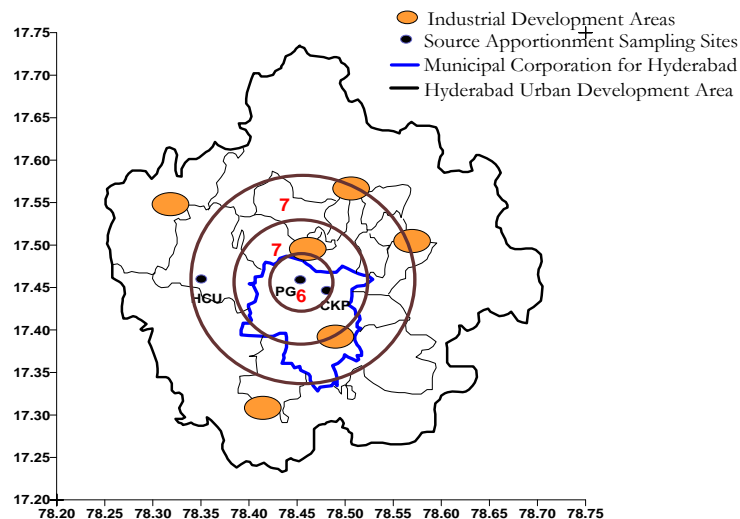 Industrial Development Areas
Source Apportionment Sampling Sites
Municipal Corporation for Hyderabad
Hyderabad Urban Development Area
17.75
17.70
17.65
17.60
17.55
17.50
17.45
17.40
17.35
17.30
17.25
17.20
7
7
PG
6
HCU
CKP
78.20 78.25 78.30 78.35 78.40 78.45 78.50 78.55 78.60 78.65 78.70 78.75